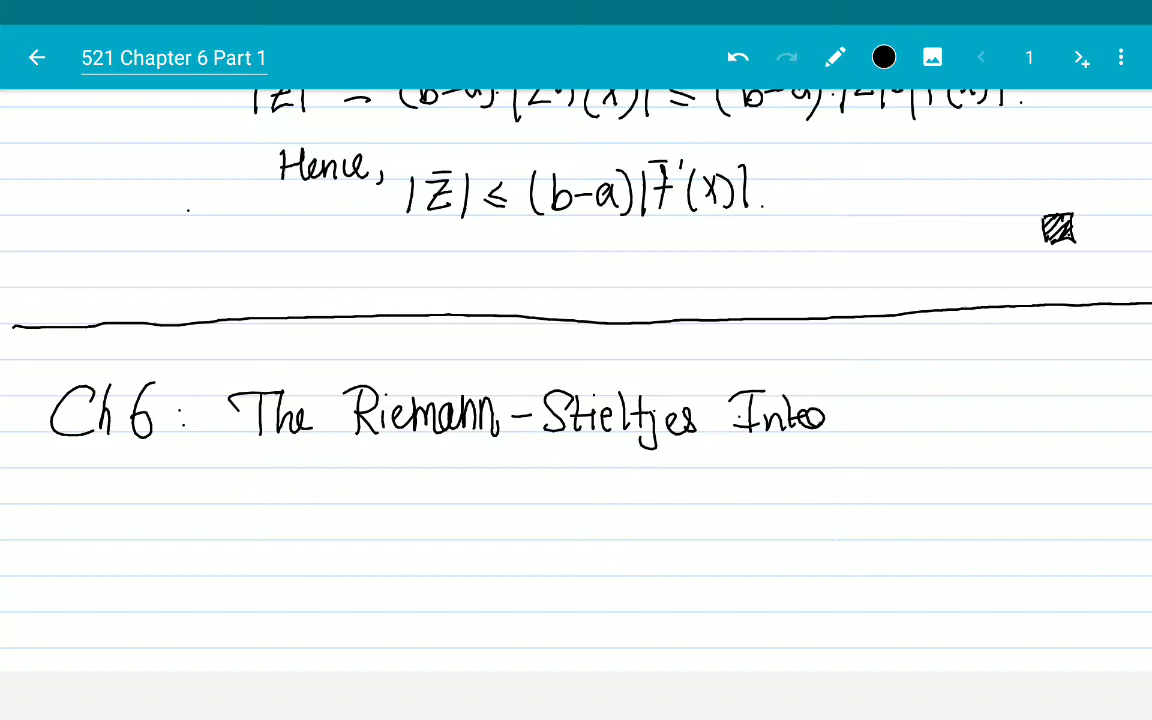 521 Chapter 6 Part 1
1
|z̄| = (b-a)·|z̄·f̄'(x)| ≤ (b-a)·|z̄|·|f̄'(x)|.
Hence,
|z̄| ≤ (b-a)|f̄'(x)|.
Ch 6: The Riemann-Stieltjes Inte